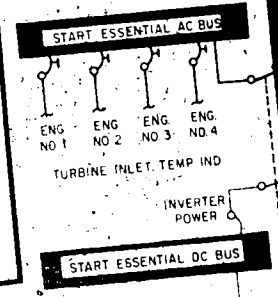 START ESSENTIAL AC BUS
ENG ENG ENG ENG
NO 1 NO 2 NO. 3 NO. 4
TURBINE INLET TEMP IND
INVERTER
POWER
START ESSENTIAL DC BUS